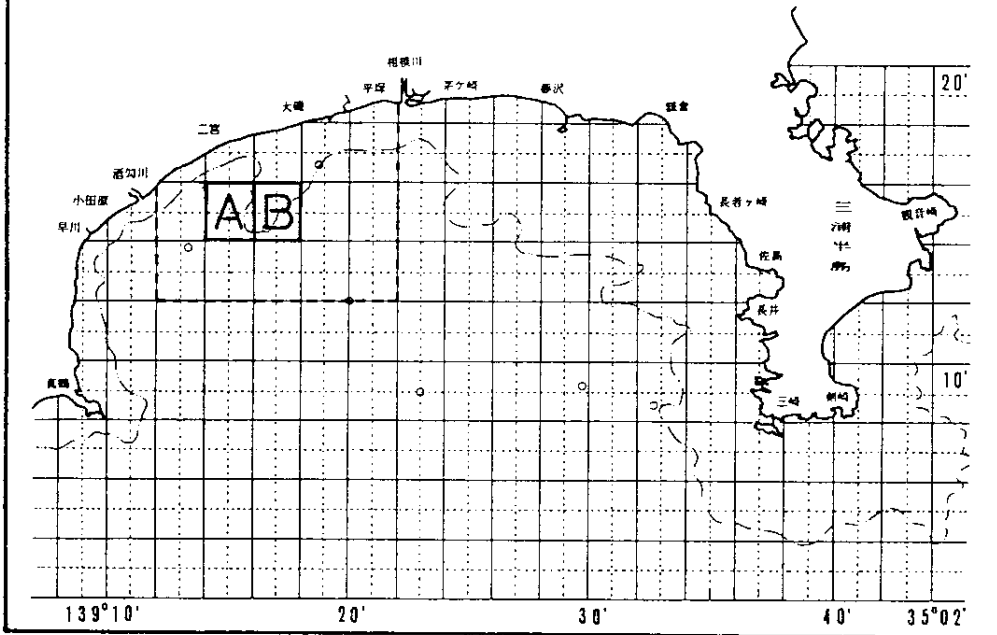 相模川
平塚
茅ケ崎
藤沢
大磯
鎌倉
二宮
酒匂川
小田原
早川
A B
長者ヶ崎
三浦半島
観音崎
佐島
長井
真鶴
三崎
剱崎
20'
10'
139°10'
20'
30'
40'
35°02'